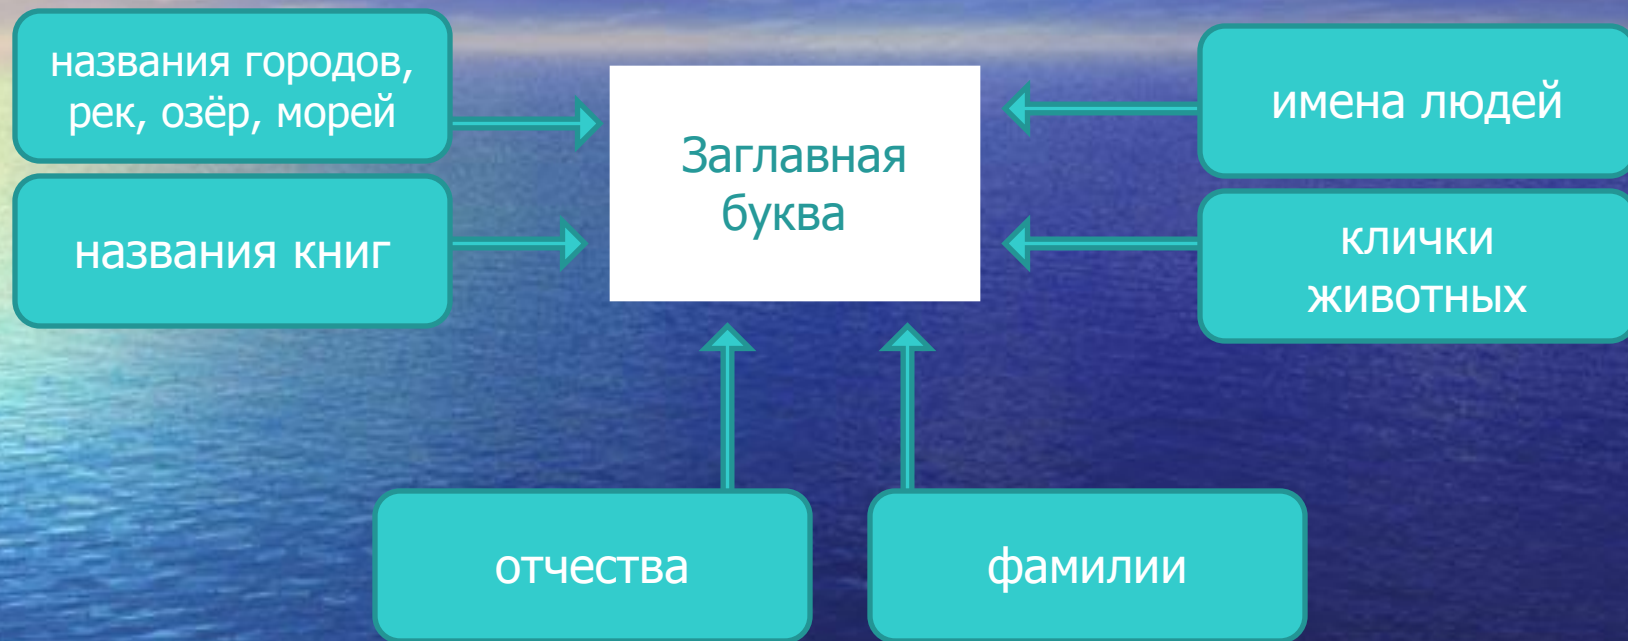 названия городов,
рек, озёр, морей
названия книг
Заглавная
буква
имена людей
клички
животных
отчества
фамилии